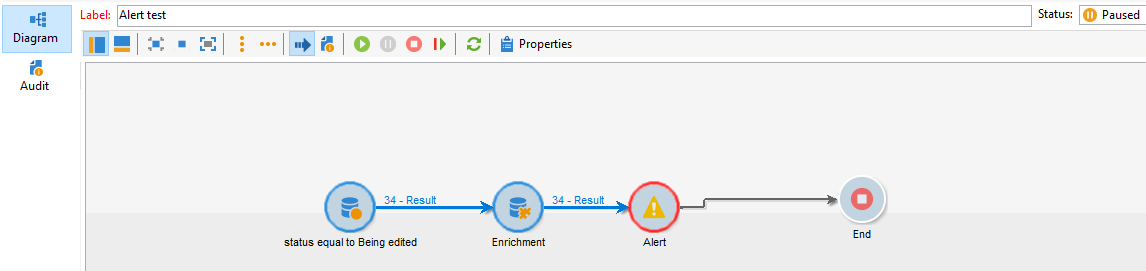 Diagram
Audit
Label: Alert test
Status: Paused
Properties
34 - Result
34 - Result
status equal to Being edited
Enrichment
Alert
End